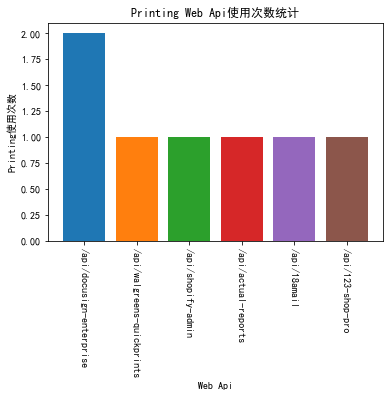 Printing Web Api使用次数统计
Printing使用次数
2.00
1.75
1.50
1.25
1.00
0.75
0.50
0.25
0.00
/api/docusign-enterprise
/api/walgreens-quickprints
/api/shopify-admin
/api/actual-reports
/api/18amail
/api/123-shop-pro
Web Api